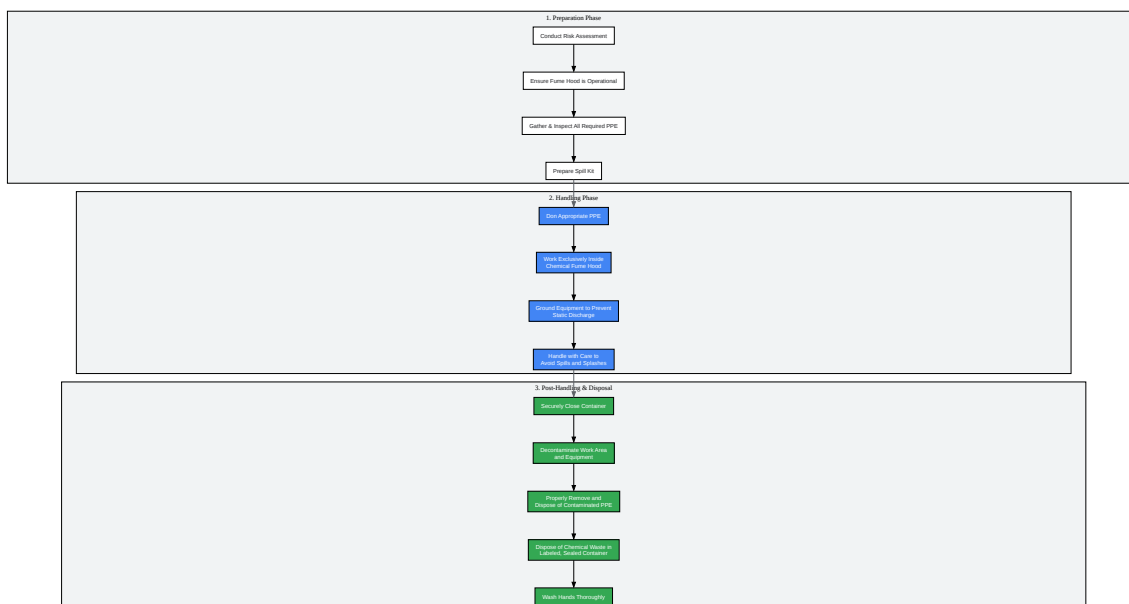 1. Preparation Phase
Conduct Risk Assessment
Ensure Fume Hood is Operational
Gather & Inspect All Required PPE
Prepare Spill Kit
2. Handling Phase
Don Appropriate PPE
Work Exclusively Inside
Chemical Fume Hood
Ground Equipment to Prevent
Static Discharge
Handle with Care to
Avoid Spills and Splashes
3. Post-Handling & Disposal
Securely Close Container
Decontaminate Work Area
and Equipment
Properly Remove and
Dispose of Contaminated PPE
Dispose of Chemical Waste in
Labeled, Sealed Container
Wash Hands Thoroughly